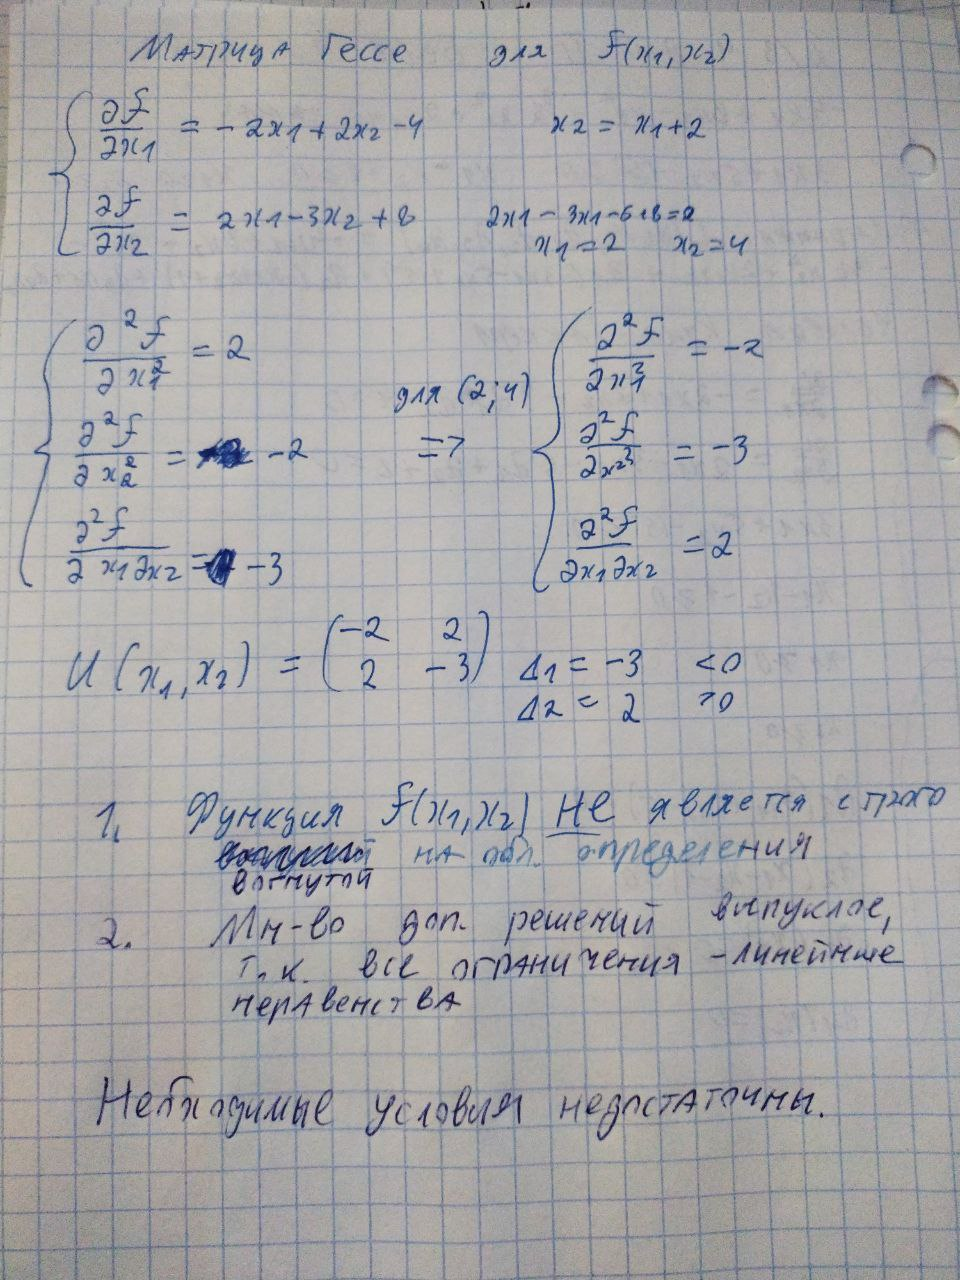 Матрица Гессе для f(x1, x2)
{ ∂f/∂x1 = -2x1 + 2x2 - 4 x2 = x1 + 2
∂f/∂x2 = 2x1 - 3x2 + 8 2x1 - 3x1 - 6 + 8 = 0
x1 = 2 x2 = 4
{ ∂²f/∂x1² = 2 для (2; 4) { ∂²f/∂x1² = -2
∂²f/∂x2² = -2 => ∂²f/∂x2² = -3
∂²f/∂x1∂x2 = -3 ∂²f/∂x1∂x2 = 2
H(x1, x2) = (-2 2
2 -3) Δ1 = -3 <0
Δ2 = 2 >0
1. Функция f(x1, x2) не является строго
на обл. определения
вогнутой
2. Мн-во доп. решений выпуклое,
т.к. все ограничения - линейные
неравенства
Необходимые условия недостаточны.